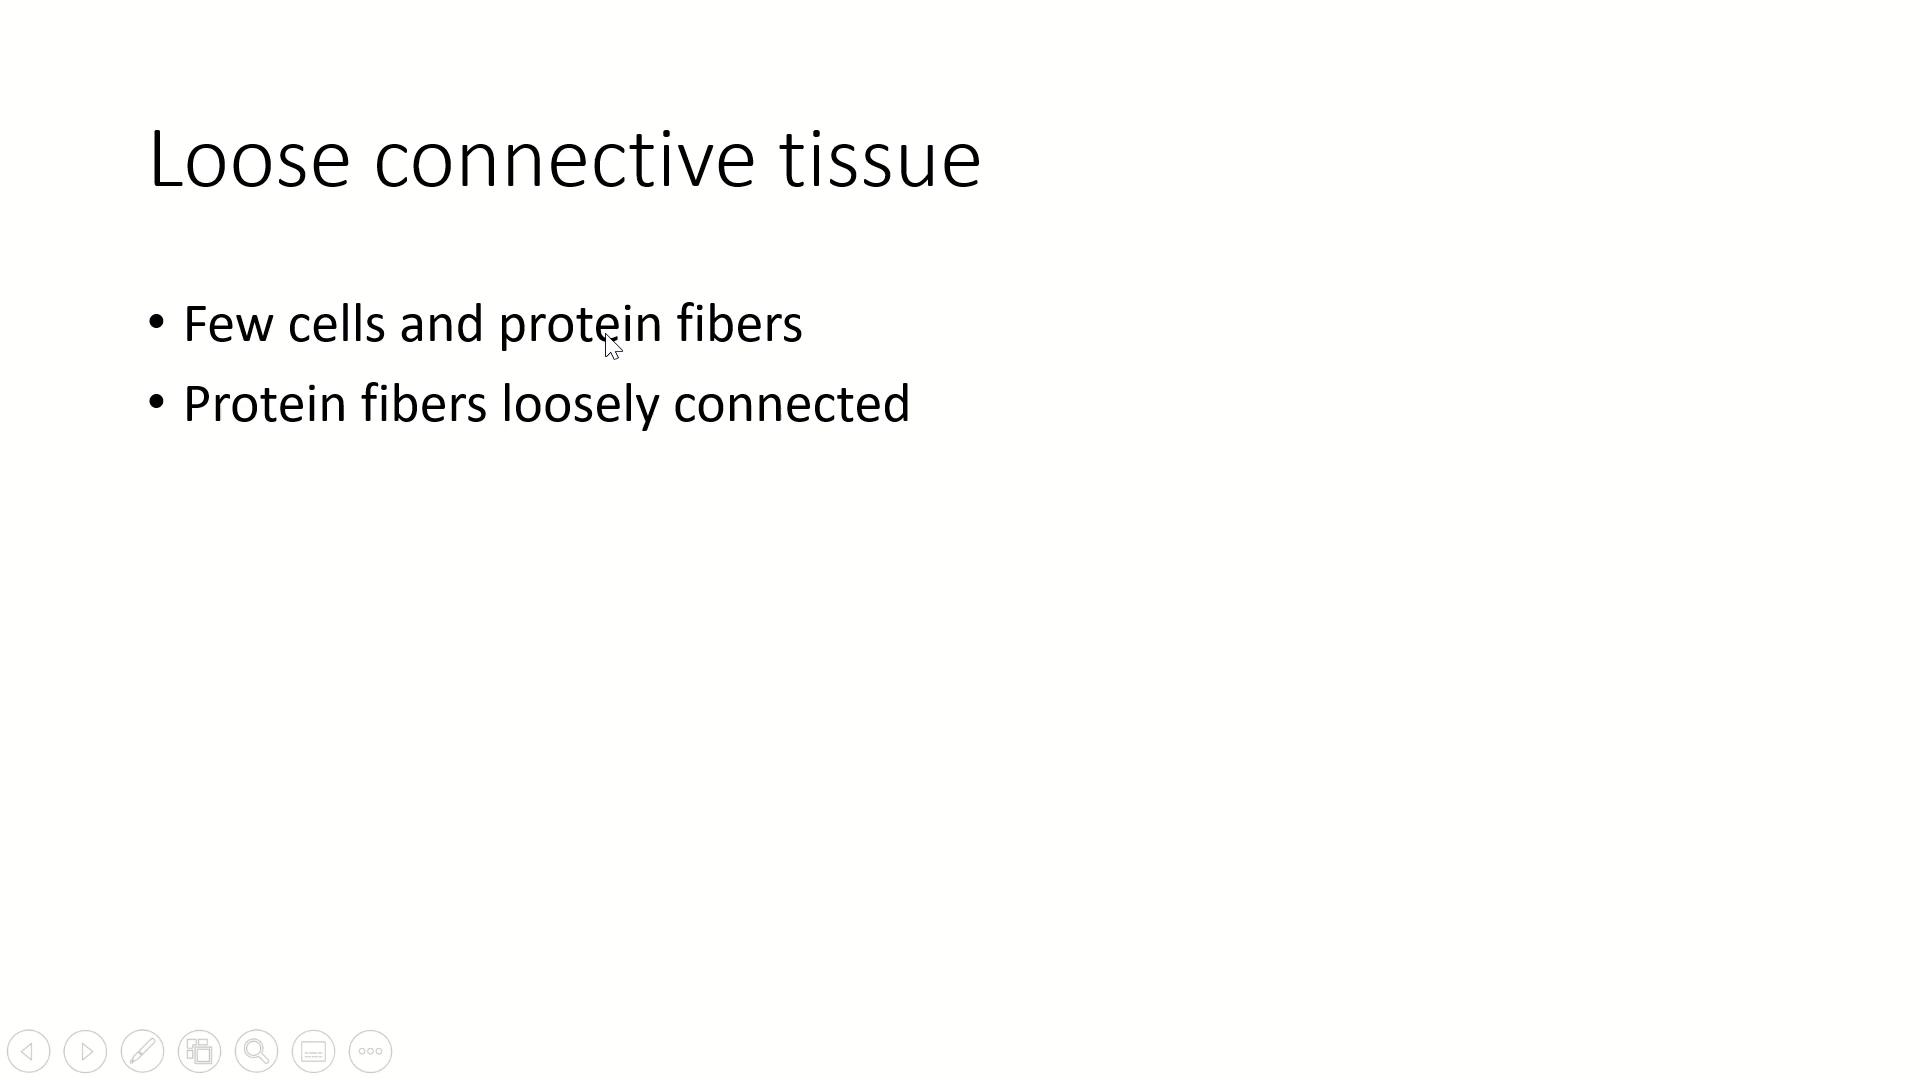 Loose connective tissue
• Few cells and protein fibers
• Protein fibers loosely connected